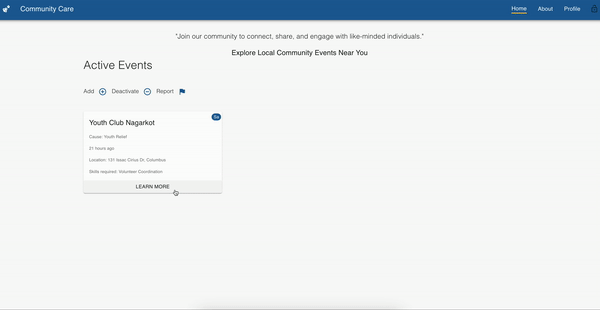 Community Care
Home About Profile
"Join our community to connect, share, and engage with like-minded individuals."
Explore Local Community Events Near You
Active Events
Add Deactivate Report
Youth Club Nagarkot
Cause: Youth Relief
21 hours ago
Location: 131 Isaac Cirius Dr, Columbus
Skills required: Volunteer Coordination
LEARN MORE